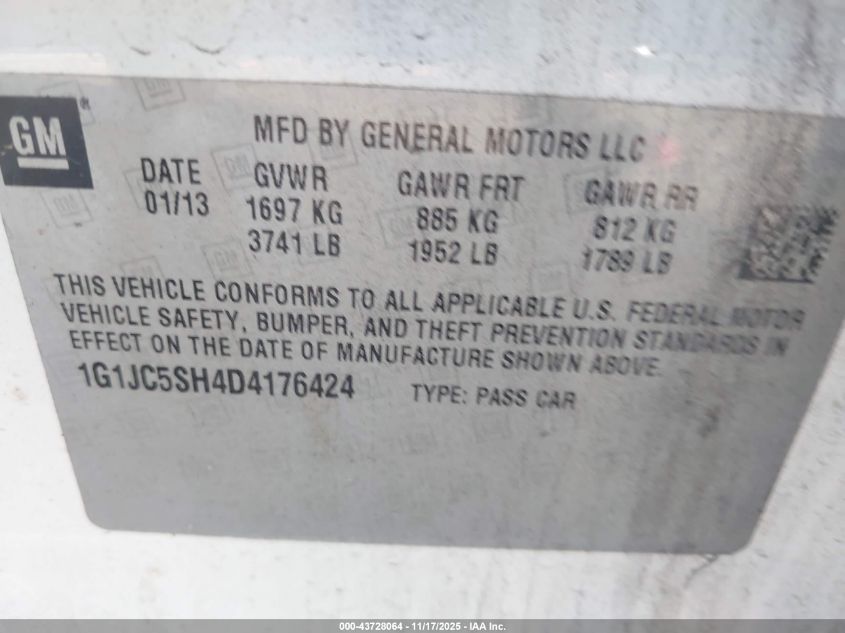 GM®
MFD BY GENERAL MOTORS LLC
DATE GVWR GAWR FRT GAWR RR
01/13 1697 KG 885 KG 812 KG
3741 LB 1952 LB 1789 LB
THIS VEHICLE CONFORMS TO ALL APPLICABLE U.S. FEDERAL MOTOR
VEHICLE SAFETY, BUMPER, AND THEFT PREVENTION STANDARDS IN
EFFECT ON THE DATE OF MANUFACTURE SHOWN ABOVE.
1G1JC5SH4D4176424 TYPE: PASS CAR
000-43728064 - 11/17/2025 - IAA Inc.